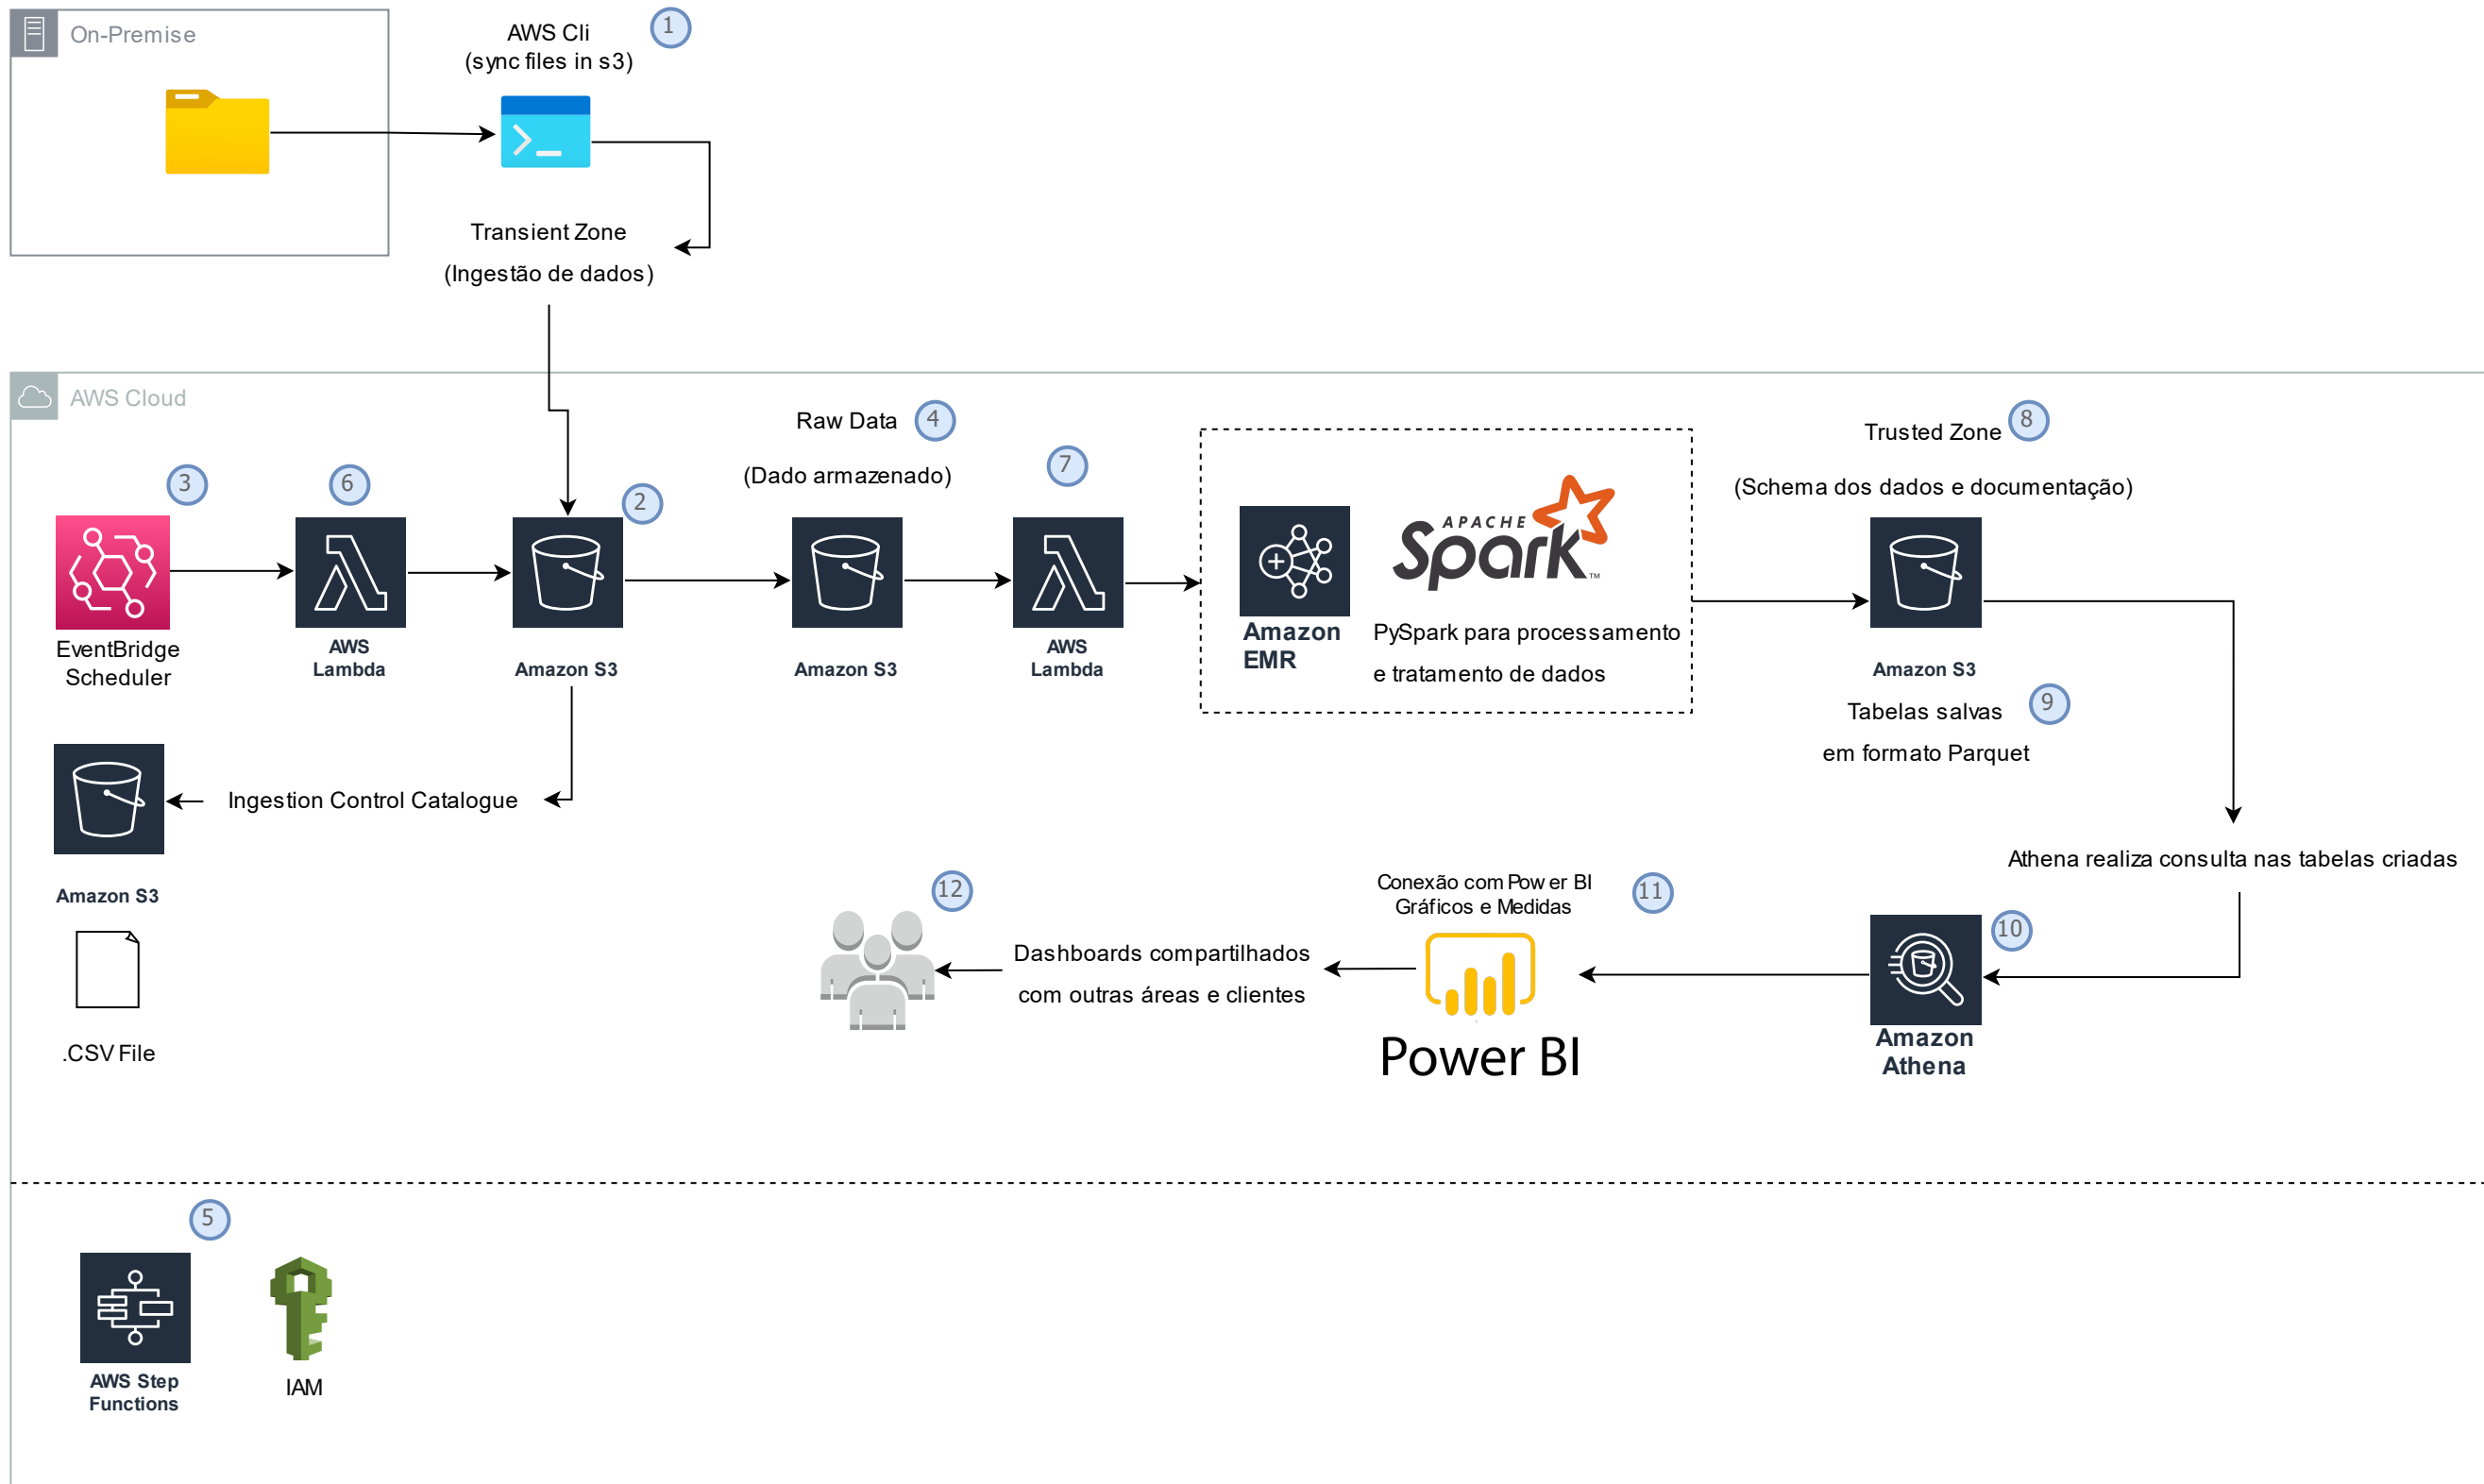 On-Premise
AWS Cli
(sync files in s3)
1
Transient Zone
(Ingestão de dados)
AWS Cloud
Raw Data
4
(Dado armazenado)
Trusted Zone
8
(Schema dos dados e documentação)
3
6
2
7
EventBridge
Scheduler
AWS
Lambda
Amazon S3
Amazon S3
AWS
Lambda
Amazon
EMR
APACHE
Spark
TM
PySpark para processamento
e tratamento de dados
Amazon S3
Tabelas salvas
em formato Parquet
9
Ingestion Control Catalogue
Amazon S3
.CSV File
Athena realiza consulta nas tabelas criadas
10
Amazon
Athena
Conexão com Power BI
Gráficos e Medidas
11
Power BI
Dashboards compartilhados
com outras áreas e clientes
12
5
AWS Step
Functions
IAM